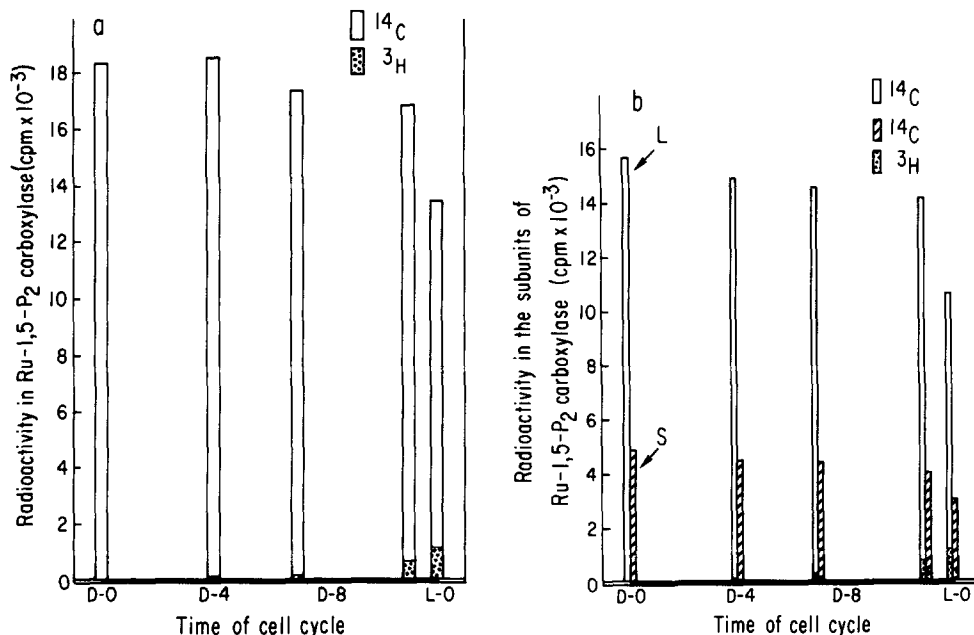 a
¹⁴C
³H
Radioactivity in Ru-1,5-P₂ carboxylase (cpm x 10⁻³)
18
16
14
12
10
8
6
4
2
0
D-0 D-4 D-8 L-0
Time of cell cycle
b
¹⁴C
¹⁴C
³H
L
S
Radioactivity in the subunits of
Ru-1,5-P₂ carboxylase (cpm x 10⁻³)
16
14
12
10
8
6
4
2
0
D-0 D-4 D-8 L-0
Time of cell cycle